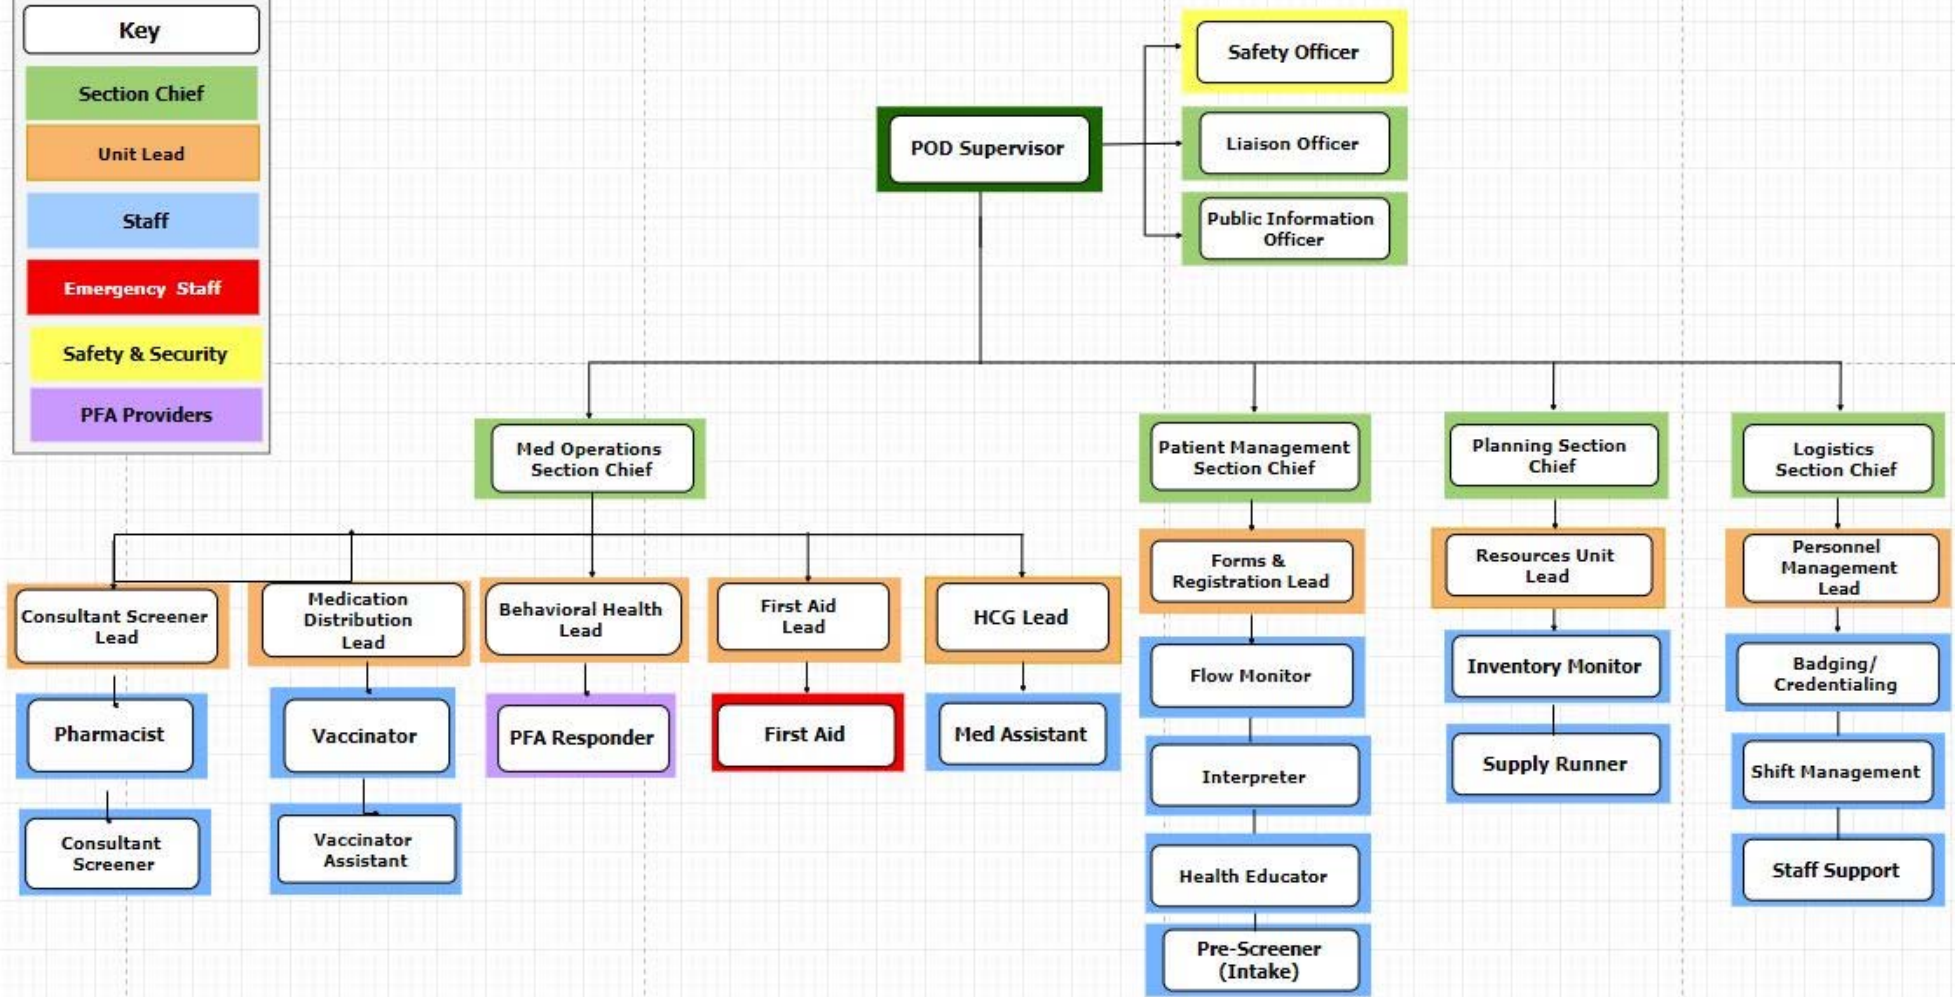 Key
Section Chief
Unit Lead
Staff
Emergency Staff
Safety & Security
PFA Providers
Safety Officer
POD Supervisor
Liaison Officer
Public Information
Officer
Med Operations
Section Chief
Patient Management
Section Chief
Planning Section
Chief
Logistics
Section Chief
Consultant Screener
Lead
Medication
Distribution
Lead
Behavioral Health
Lead
First Aid
Lead
HCG Lead
Forms &
Registration Lead
Resources Unit
Lead
Personnel
Management
Lead
Pharmacist
Vaccinator
PFA Responder
First Aid
Med Assistant
Flow Monitor
Inventory Monitor
Badging/
Credentialing
Consultant
Screener
Vaccinator
Assistant
Interpreter
Supply Runner
Shift Management
Health Educator
Staff Support
Pre-Screener
(Intake)